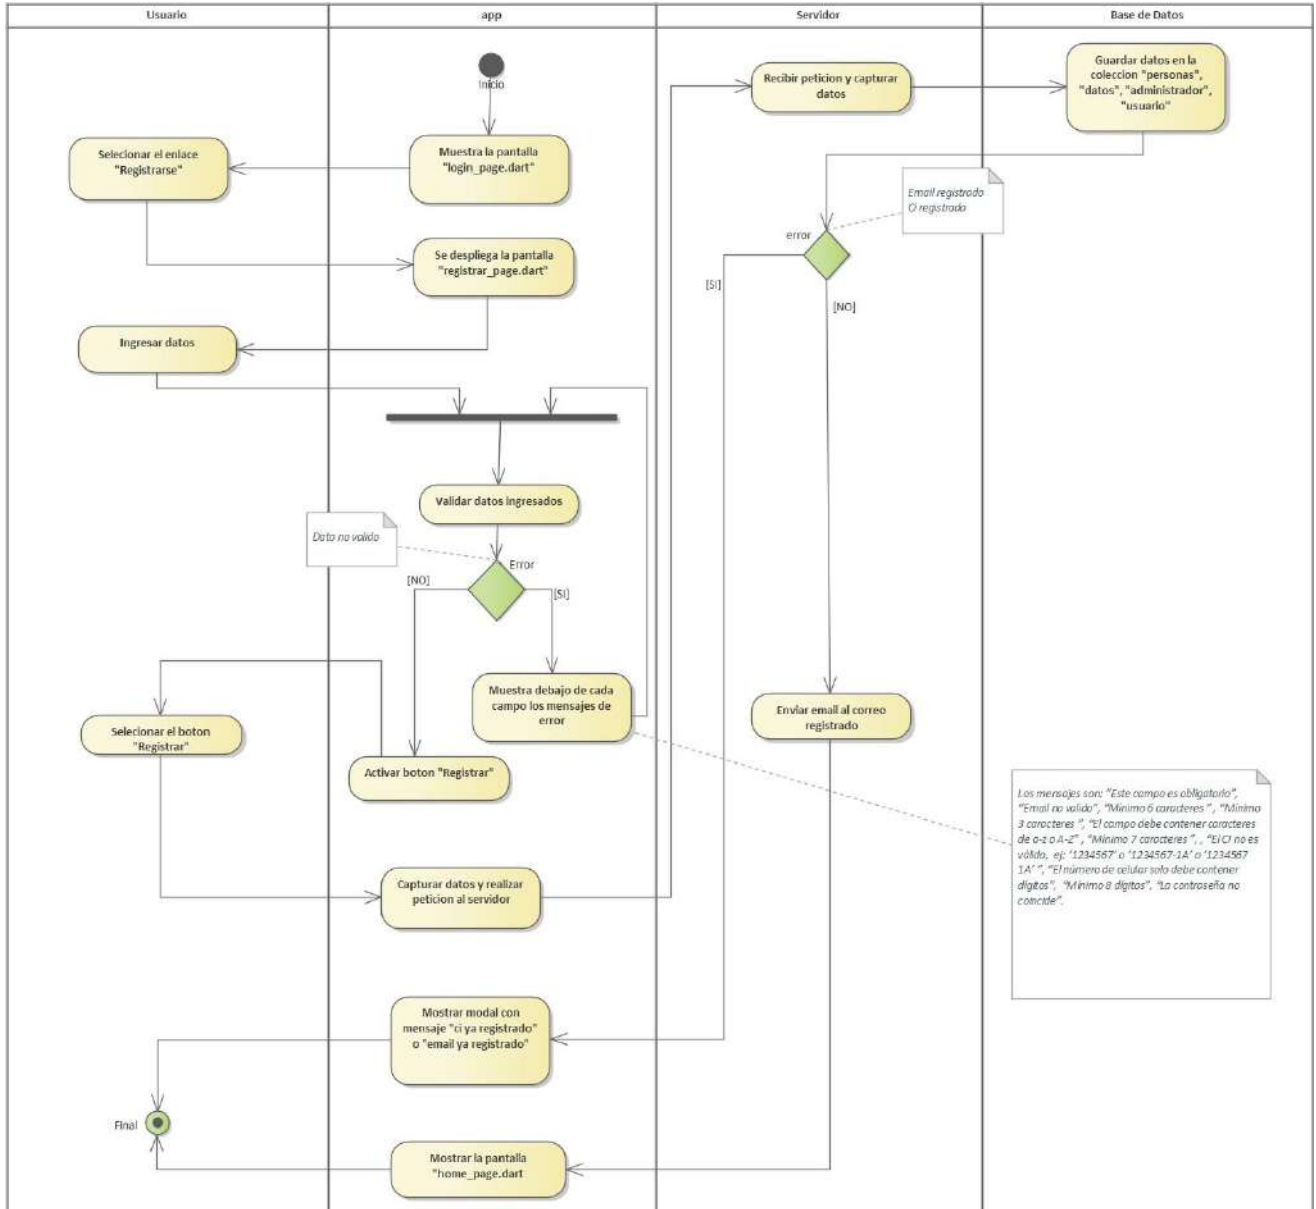 Usuario
app
Servidor
Base de Datos
Inicio
Muestra la pantalla
"login_page.dart"
Selecionar el enlace
"Registrarse"
Se despliega la pantalla
"registrar_page.dart"
Ingresar datos
Validar datos ingresados
Dato no valido
Error
[NO]
[SI]
Muestra debajo de cada
campo los mensajes de
error
Activar boton "Registrar"
Selecionar el boton
"Registrar"
Capturar datos y realizar
peticion al servidor
Recibir peticion y capturar
datos
Guardar datos en la
coleccion "personas",
"datos", "administrador",
"usuario"
Email registrado
CI registrado
error
[SI]
[NO]
Enviar email al correo
registrado
Los mensajes son: "Este campo es obligatorio",
"Email no valido", "Minimo 6 caracteres", "Minimo
3 caracteres", "El campo debe contener caracteres
de a-z o A-Z" , "Minimo 7 caracteres", , "El CI no es
válido, ej: '1234567' o '1234567-1A' o '1234567
1A' ", "El número de celular solo debe contener
dígitos", "Minimo 8 dígitos", "La contraseña no
coincide".
Mostrar modal con
mensaje "ci ya registrado"
o "email ya registrado"
Final
Mostrar la pantalla
"home_page.dart